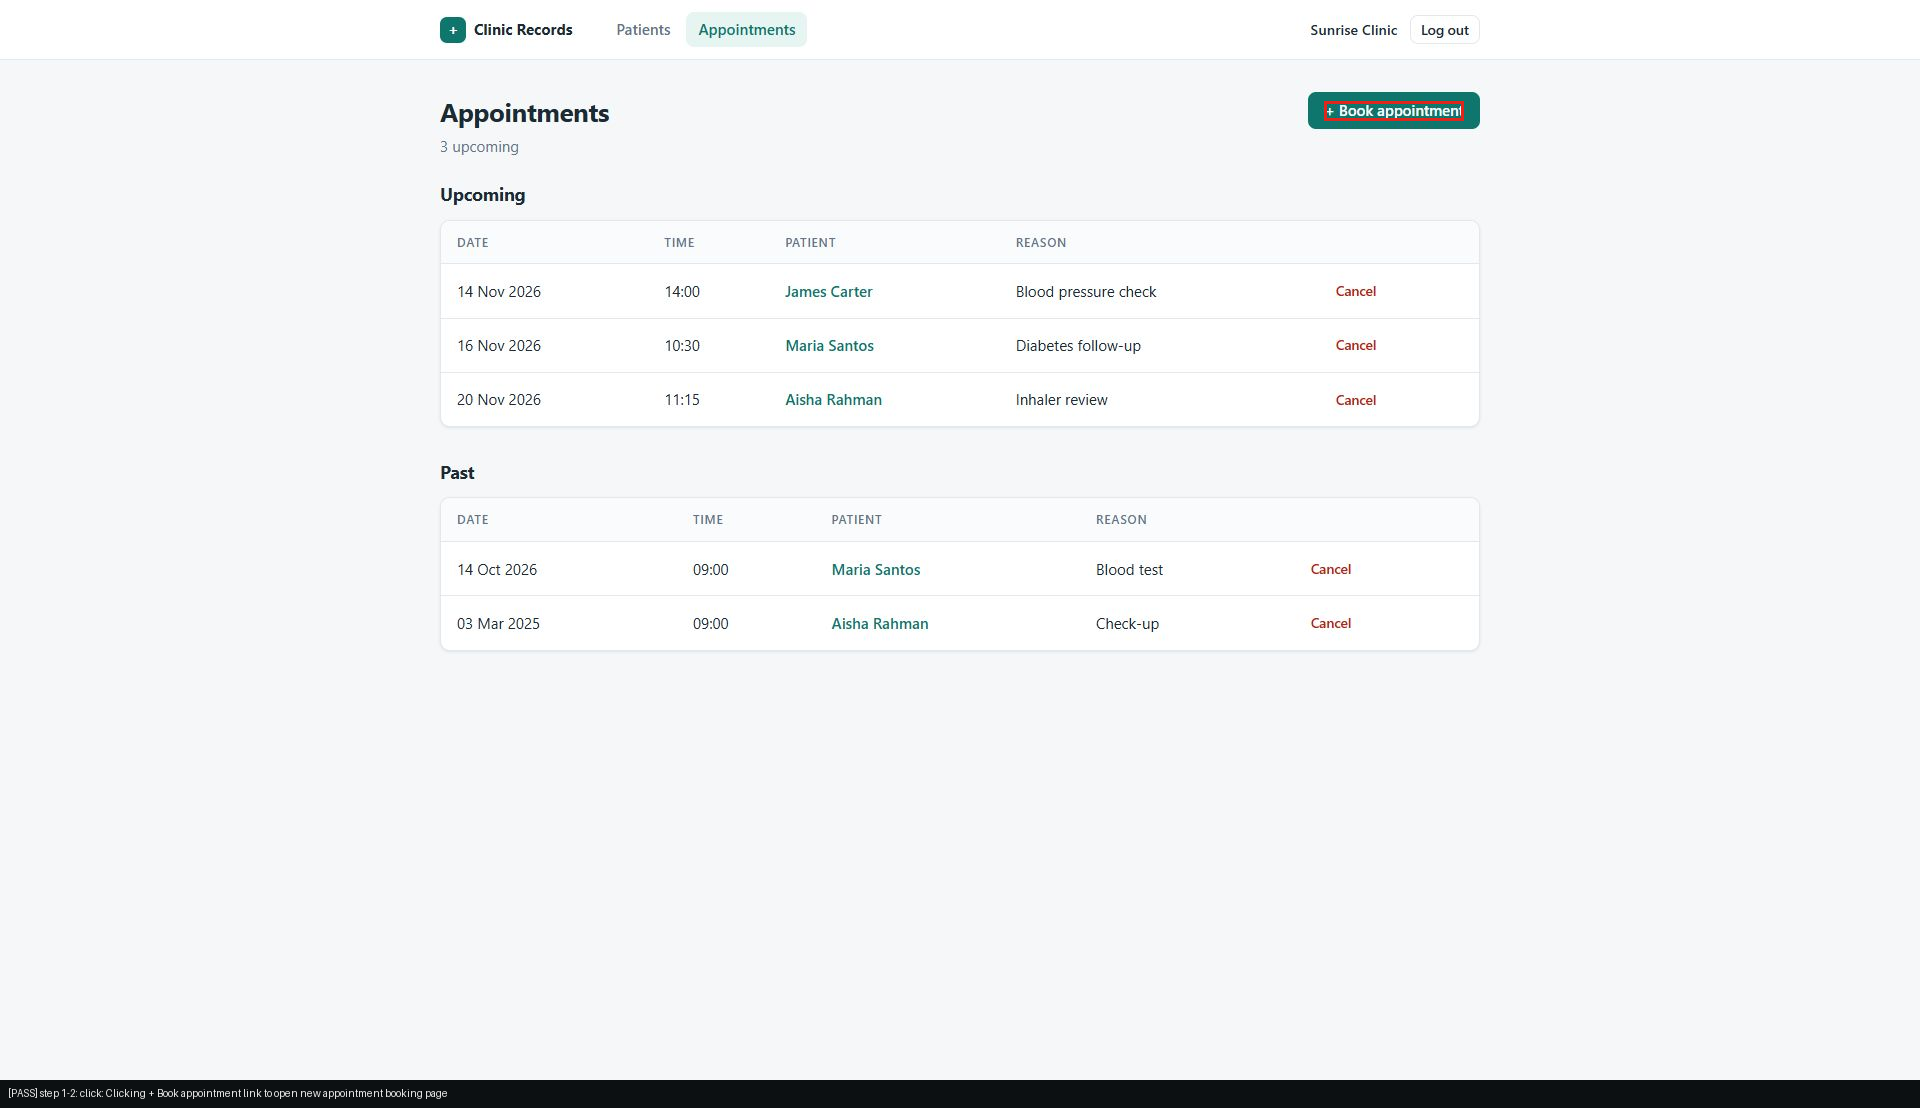 + Clinic Records Patients Appointments Sunrise Clinic Log out
Appointments + Book appointment
3 upcoming
Upcoming
DATE TIME PATIENT REASON
14 Nov 2026 14:00 James Carter Blood pressure check Cancel
16 Nov 2026 10:30 Maria Santos Diabetes follow-up Cancel
20 Nov 2026 11:15 Aisha Rahman Inhaler review Cancel
Past
DATE TIME PATIENT REASON
14 Oct 2026 09:00 Maria Santos Blood test Cancel
03 Mar 2025 09:00 Aisha Rahman Check-up Cancel
[PASS] step 1-2: click: Clicking + Book appointment link to open new appointment booking page